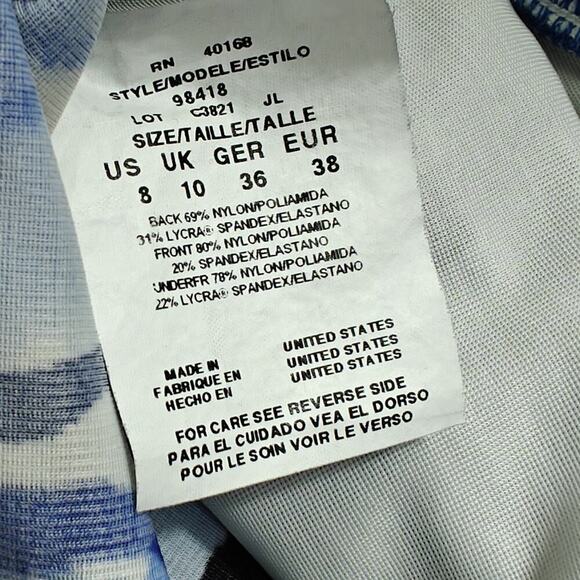 RN 40168
STYLE/MODELE/ESTILO
98418
LOT C3821 JL
SIZE/TAILLE/TALLE
US UK GER EUR
8 10 36 38
BACK 69% NYLON/POLIAMIDA
31% LYCRA® SPANDEX/ELASTANO
FRONT 80% NYLON/POLIAMIDA
20% SPANDEX/ELASTANO
UNDERFR 78% NYLON/POLIAMIDA
22% LYCRA® SPANDEX/ELASTANO
MADE IN UNITED STATES
FABRIQUE EN UNITED STATES
HECHO EN UNITED STATES
FOR CARE SEE REVERSE SIDE
PARA EL CUIDADO VEA EL DORSO
POUR LE SOIN VOIR LE VERSO